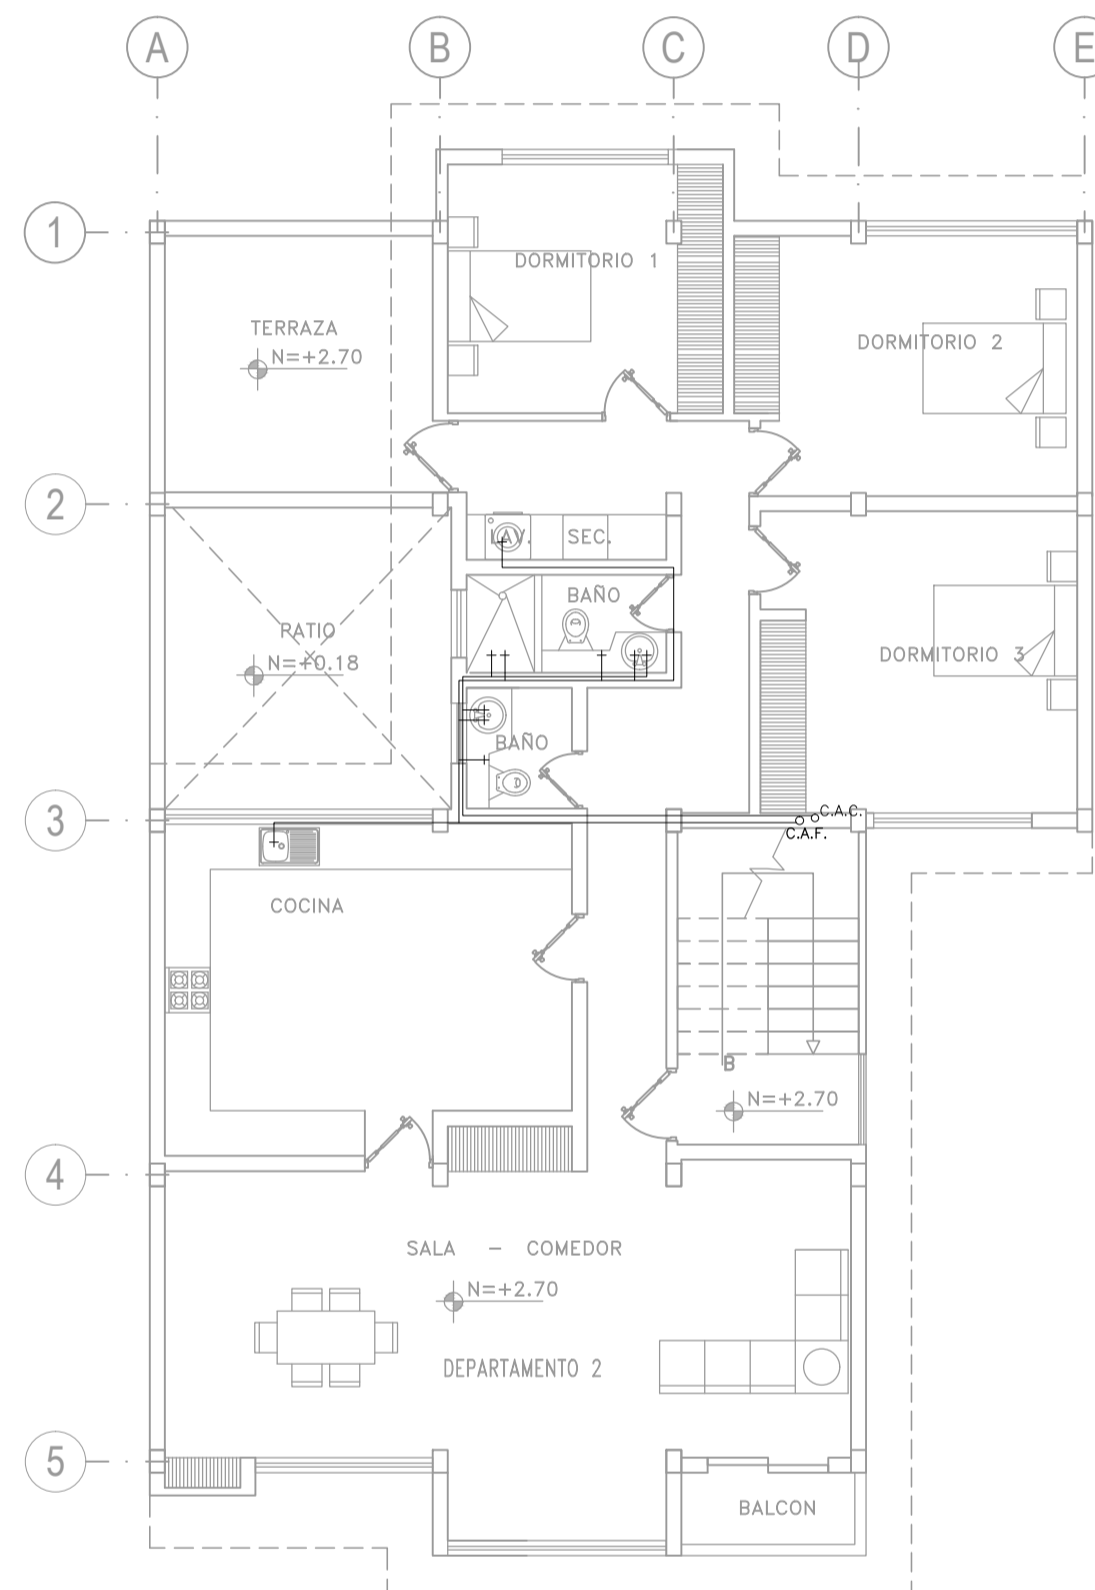 A B C D E
1
DORMITORIO 1
TERRAZA
N=+2.70
DORMITORIO 2
2
LAV. SEC.
BAÑO
PATIO
N=+0.18
DORMITORIO 3
BAÑO
3
C.A.C.
C.A.F.
COCINA
B
N=+2.70
4
SALA - COMEDOR
N=+2.70
DEPARTAMENTO 2
5
BALCON